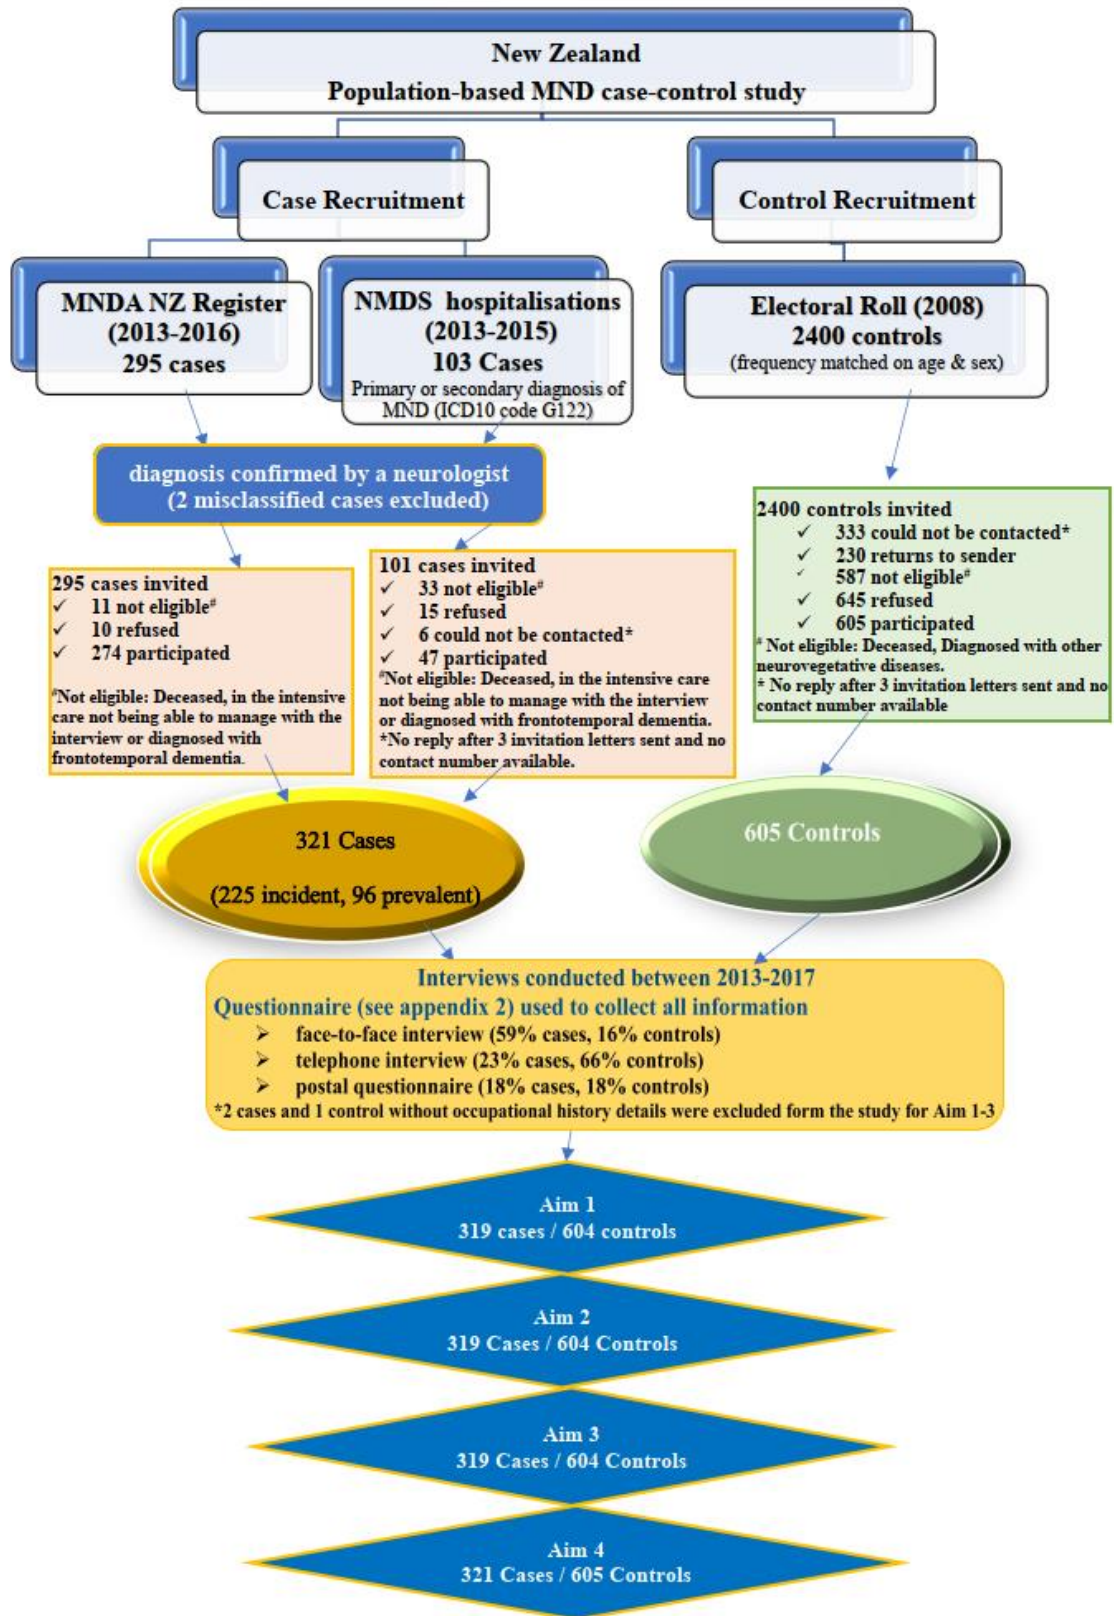 New Zealand
Population-based MND case-control study
Case Recruitment
Control Recruitment
MNDA NZ Register
(2013-2016)
295 cases
NMDS hospitalisations
(2013-2015)
103 Cases
Primary or secondary diagnosis of
MND (ICD10 code G122)
Electoral Roll (2008)
2400 controls
(frequency matched on age & sex)
diagnosis confirmed by a neurologist
(2 misclassified cases excluded)
295 cases invited
✓ 11 not eligible#
✓ 10 refused
✓ 274 participated
#Not eligible: Deceased, in the intensive
care not being able to manage with the
interview or diagnosed with
frontotemporal dementia.
101 cases invited
✓ 33 not eligible#
✓ 15 refused
✓ 6 could not be contacted*
✓ 47 participated
#Not eligible: Deceased, in the intensive care
not being able to manage with the interview
or diagnosed with frontotemporal dementia.
*No reply after 3 invitation letters sent and no
contact number available.
2400 controls invited
✓ 333 could not be contacted*
✓ 230 returns to sender
✓ 587 not eligible#
✓ 645 refused
✓ 605 participated
# Not eligible: Deceased, Diagnosed with other
neurovegetative diseases.
* No reply after 3 invitation letters sent and no
contact number available
321 Cases
(225 incident, 96 prevalent)
605 Controls
Interviews conducted between 2013-2017
Questionnaire (see appendix 2) used to collect all information
➢ face-to-face interview (59% cases, 16% controls)
➢ telephone interview (23% cases, 66% controls)
➢ postal questionnaire (18% cases, 18% controls)
*2 cases and 1 control without occupational history details were excluded form the study for Aim 1-3
Aim 1
319 cases / 604 controls
Aim 2
319 Cases / 604 Controls
Aim 3
319 Cases / 604 Controls
Aim 4
321 Cases / 605 Controls